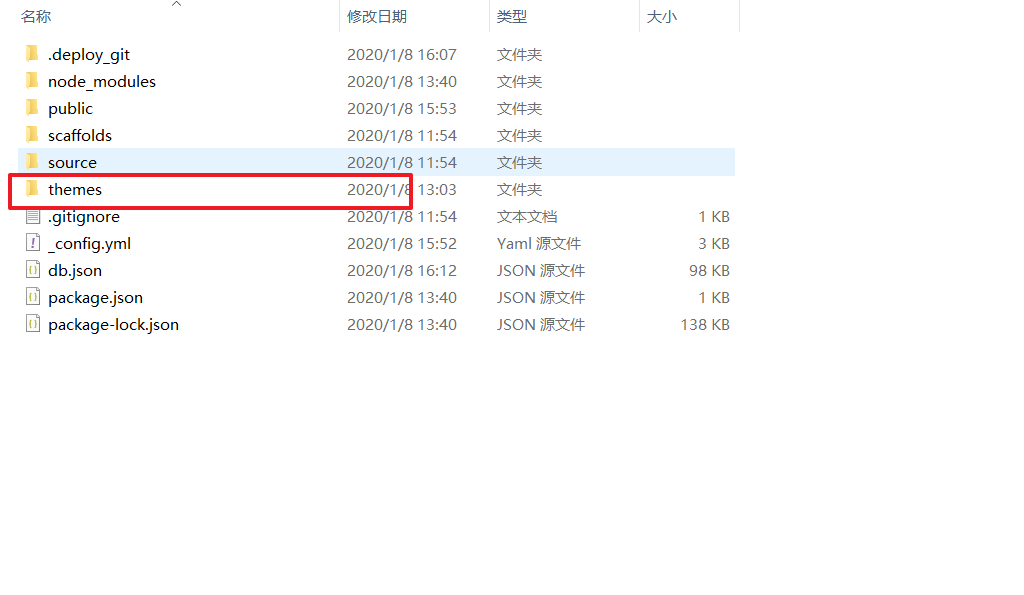 名称 修改日期 类型 大小
.deploy_git 2020/1/8 16:07 文件夹
node_modules 2020/1/8 13:40 文件夹
public 2020/1/8 15:53 文件夹
scaffolds 2020/1/8 11:54 文件夹
source 2020/1/8 11:54 文件夹
themes 2020/1/8 13:03 文件夹
.gitignore 2020/1/8 11:54 文本文档 1 KB
_config.yml 2020/1/8 15:52 Yaml 源文件 3 KB
db.json 2020/1/8 16:12 JSON 源文件 98 KB
package.json 2020/1/8 13:40 JSON 源文件 1 KB
package-lock.json 2020/1/8 13:40 JSON 源文件 138 KB